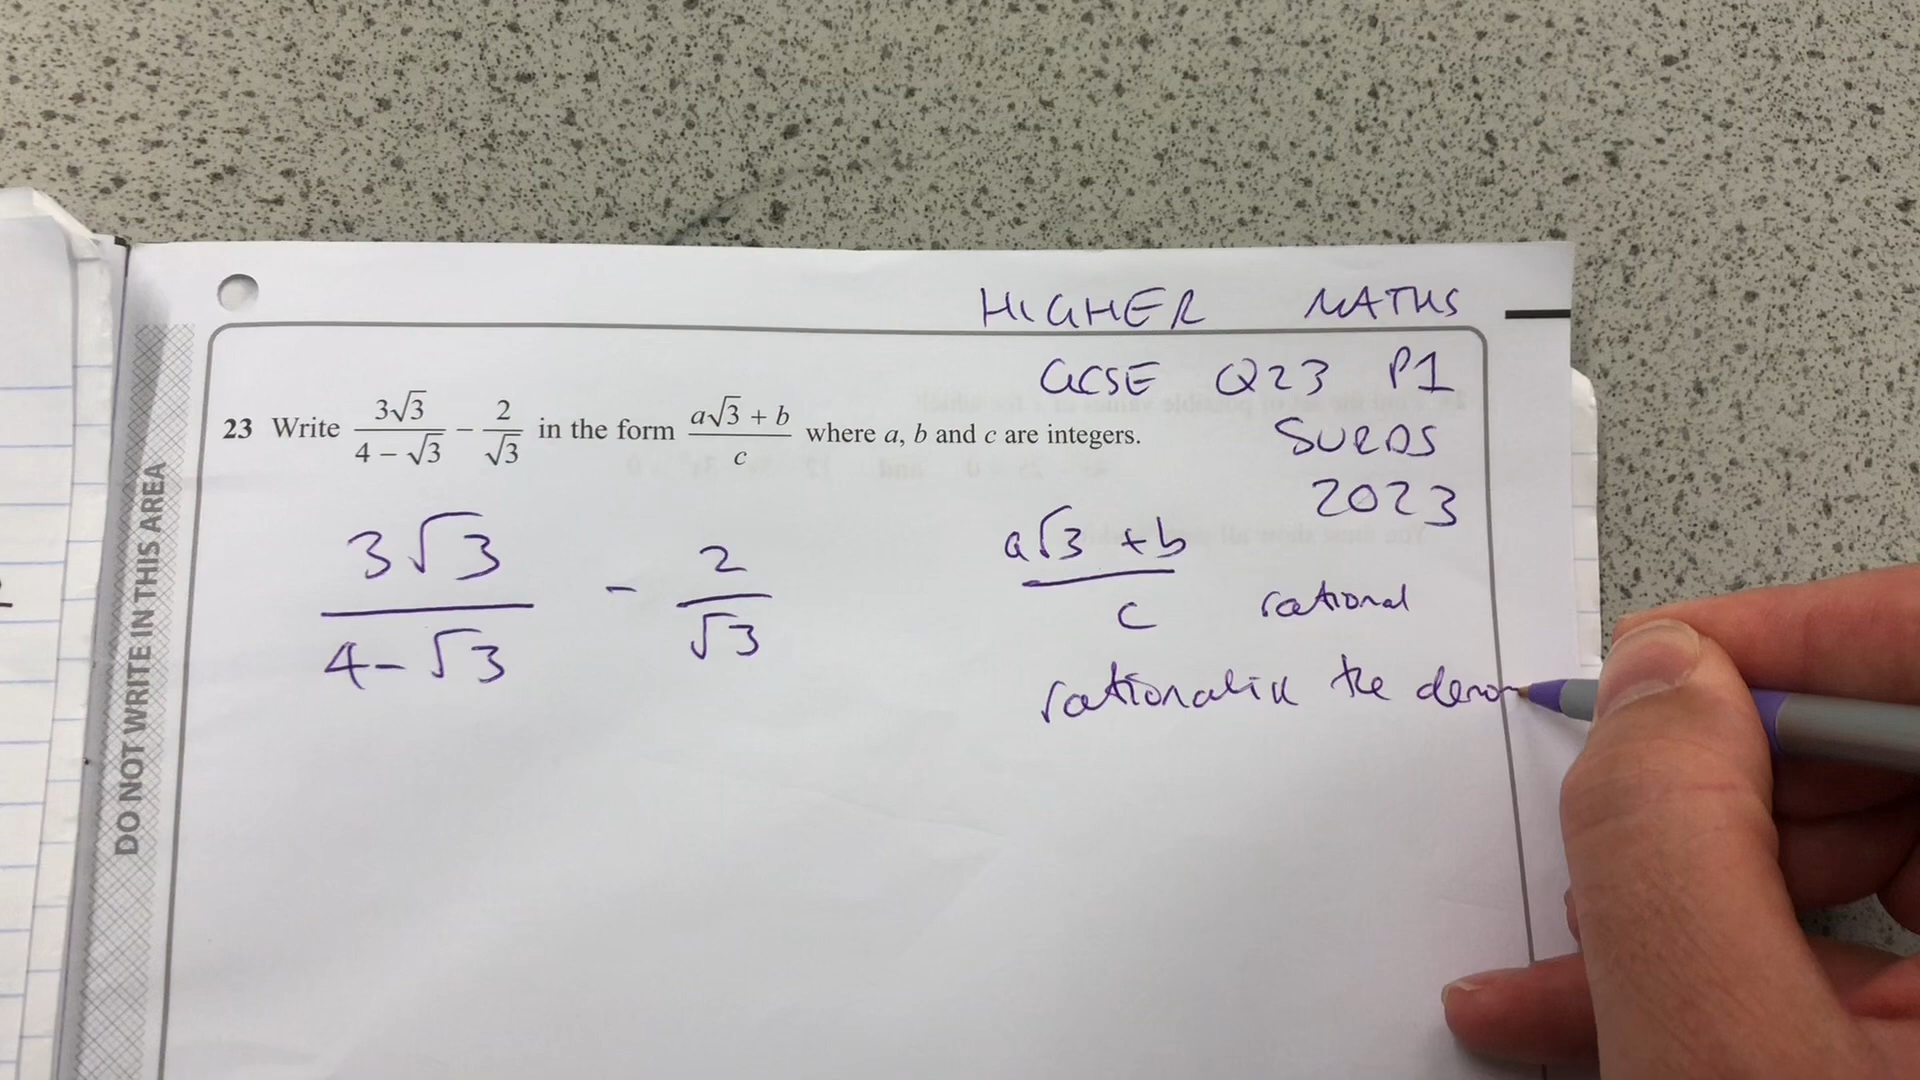 HIGHER MATHS
GCSE Q23 P1
SURDS
2023
23 Write 3√3/(4 − √3) − 2/√3 in the form (a√3 + b)/c where a, b and c are integers.
3√3/(4 − √3) − 2/√3
(a√3 + b)/c rational
rationalise the deno
DO NOT WRITE IN THIS AREA